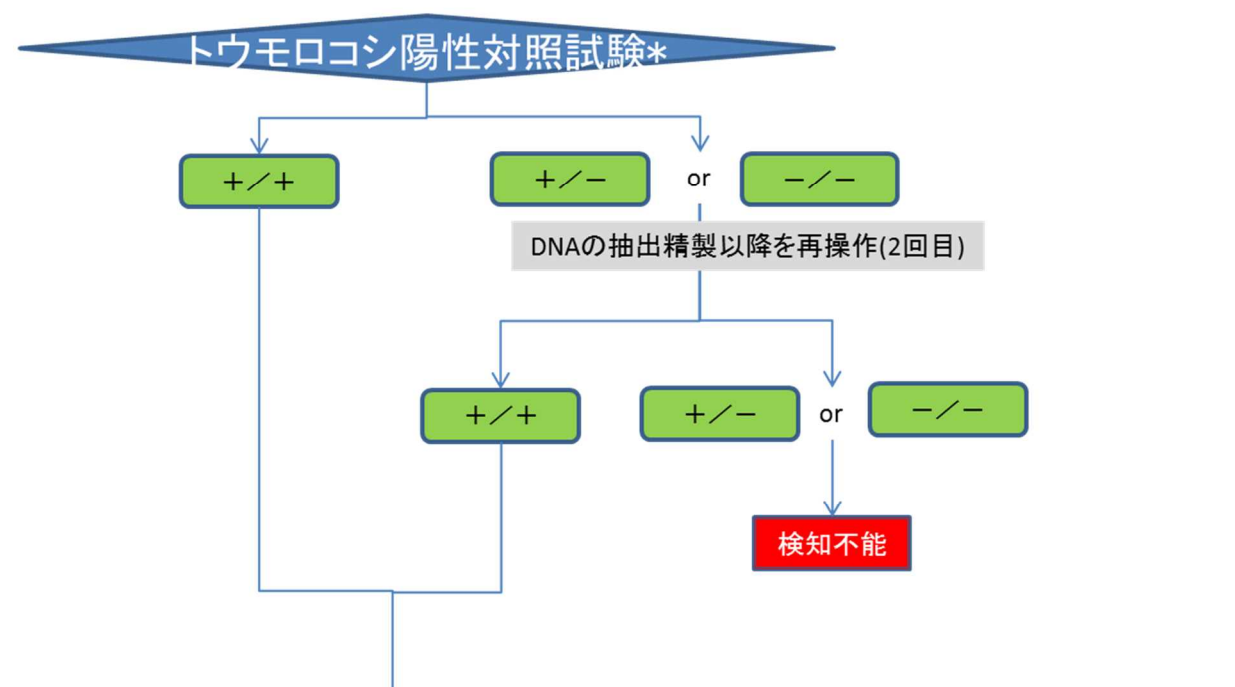 トウモロコシ陽性対照試験*
＋／＋
＋／－ or －／－
DNAの抽出精製以降を再操作(2回目)
＋／＋
＋／－ or －／－
検知不能